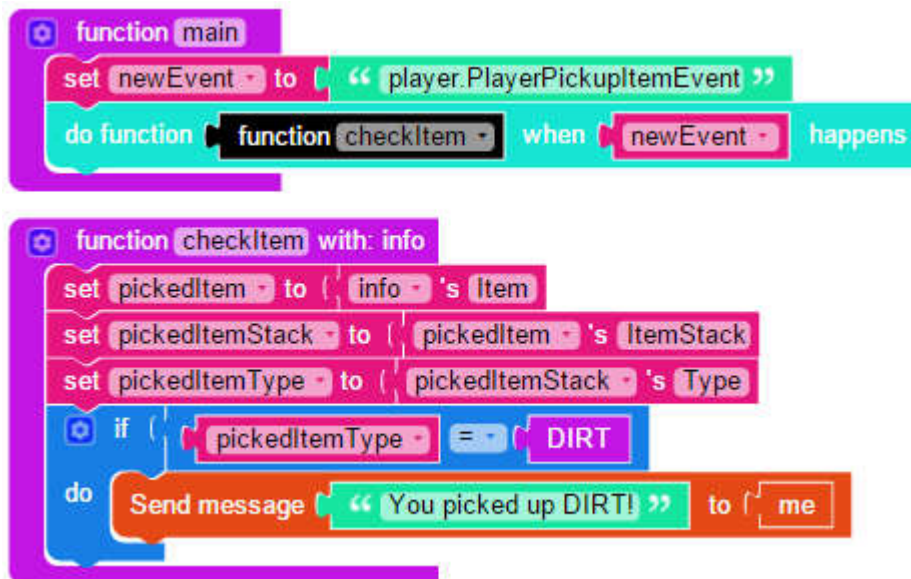 function main
set newEvent to “ player.PlayerPickupItemEvent ”
do function function checkItem when newEvent happens
function checkItem with: info
set pickedItem to info 's Item
set pickedItemStack to pickedItem 's ItemStack
set pickedItemType to pickedItemStack 's Type
if pickedItemType = DIRT
do Send message “ You picked up DIRT! ” to me